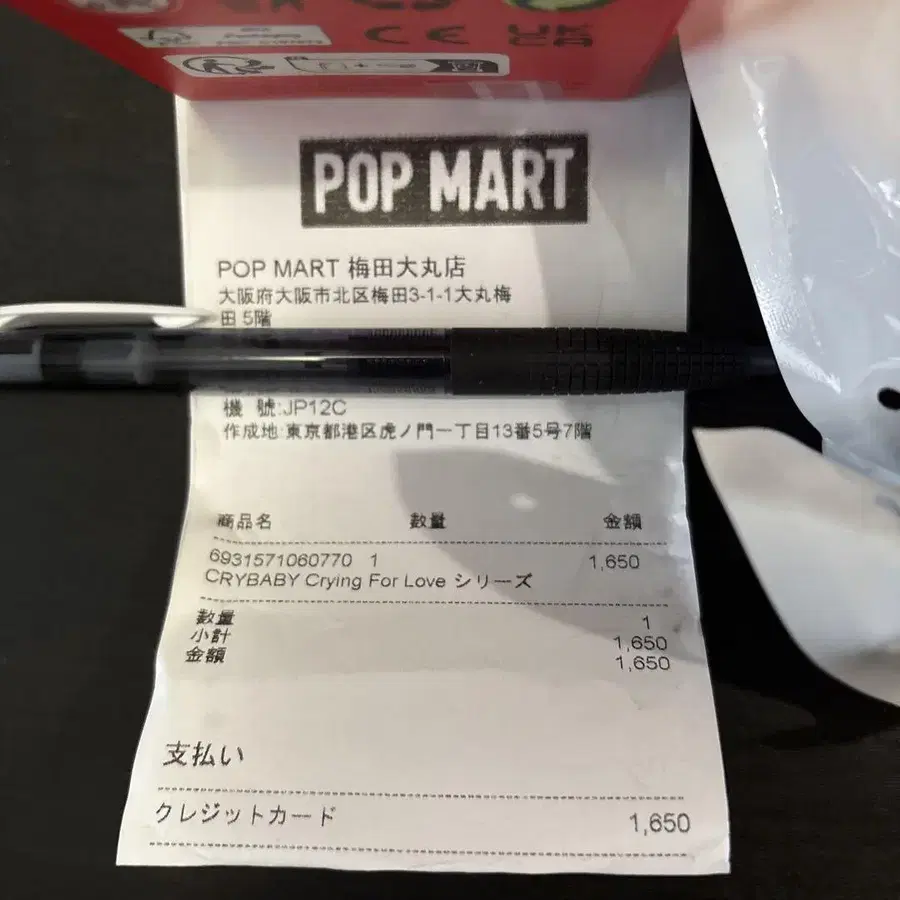 POP MART
POP MART 梅田大丸店
大阪府大阪市北区梅田3-1-1大丸梅
田 5階
機 號:JP12C
作成地:東京都港区虎ノ門一丁目13番5号7階
商品名 数量 金額
6931571060770 1 1,650
CRYBABY Crying For Love シリーズ
数量 1
小計 1,650
金額 1,650
支払い
クレジットカード 1,650